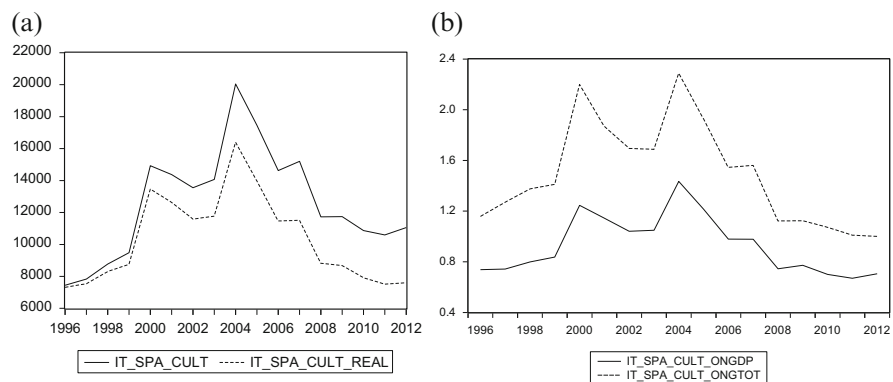 (a)
22000
20000
18000
16000
14000
12000
10000
8000
6000
1996 1998 2000 2002 2004 2006 2008 2010 2012
IT_SPA_CULT IT_SPA_CULT_REAL
(b)
2.4
2.0
1.6
1.2
0.8
0.4
1996 1998 2000 2002 2004 2006 2008 2010 2012
IT_SPA_CULT_ONGDP
IT_SPA_CULT_ONGTOT